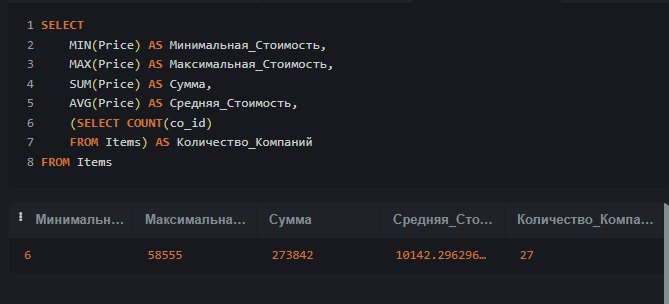 1 SELECT
2 MIN(Price) AS Минимальная_Стоимость,
3 MAX(Price) AS Максимальная_Стоимость,
4 SUM(Price) AS Сумма,
5 AVG(Price) AS Средняя_Стоимость,
6 (SELECT COUNT(co_id)
7 FROM Items) AS Количество_Компаний
8 FROM Items
Минимальн... Максимальна... Сумма Средняя_Сто... Количество_Компа...
6 58555 273842 10142.296296... 27